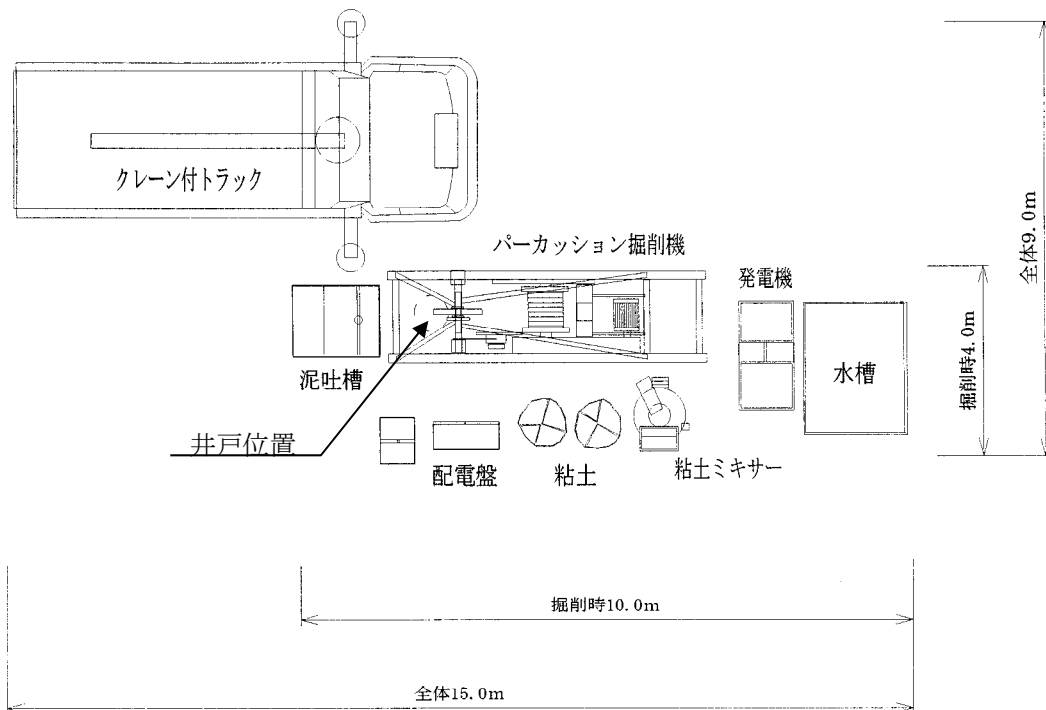 クレーン付トラック
全体9.0m
パーカッション掘削機
発電機
掘削時4.0m
水槽
泥吐槽
井戸位置
配電盤
粘土
粘土ミキサー
掘削時10.0m
全体15.0m